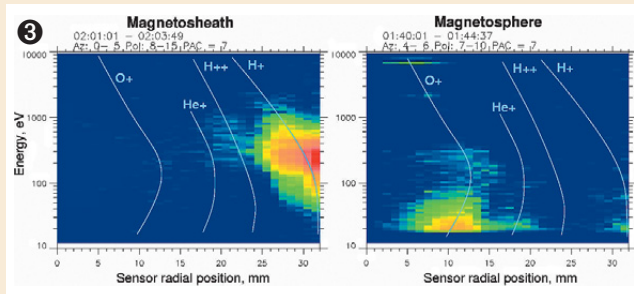 3
Magnetosheath
02:01:01 - 02:03:49
Az: 0- 5 Pol: 8-15 PAC = 7
O+
He+
H++
H+
Energy, eV
10000
1000
100
10
0 5 10 15 20 25 30
Sensor radial position, mm
Magnetosphere
01:40:01 - 01:44:37
Az: 4- 6 Pol: 7-10 PAC = 7
O+
He+
H++
H+
10000
1000
100
10
0 5 10 15 20 25 30
Sensor radial position, mm